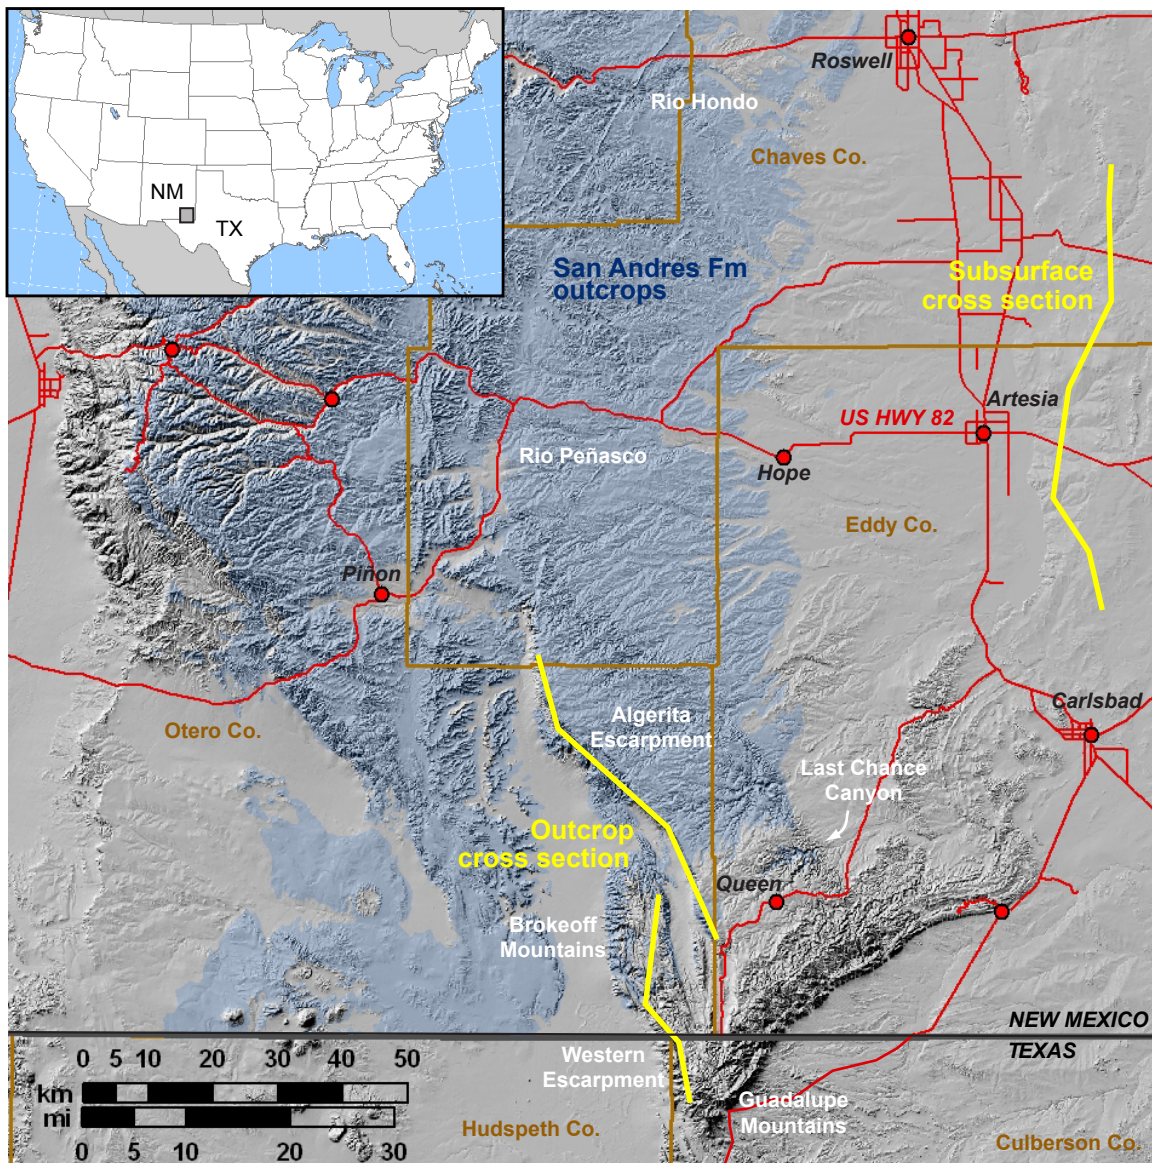 NM
TX
Roswell
Rio Hondo
Chaves Co.
San Andres Fm
outcrops
Subsurface
cross section
Artesia
US HWY 82
Hope
Rio Peñasco
Eddy Co.
Piñon
Carlsbad
Otero Co.
Algerita
Escarpment
Last Chance
Canyon
Outcrop
cross section
Queen
Brokeoff
Mountains
NEW MEXICO
TEXAS
0 5 10 20 30 40 50
km
mi
0 10 20 30
Western
Escarpment
Guadalupe
Mountains
Hudspeth Co.
Culberson Co.